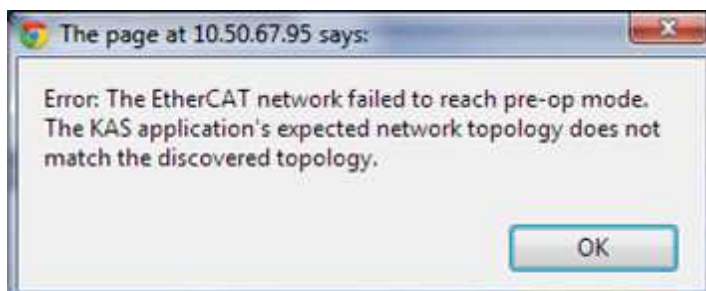 The page at 10.50.67.95 says:
Error: The EtherCAT network failed to reach pre-op mode.
The KAS application's expected network topology does not
match the discovered topology.
OK